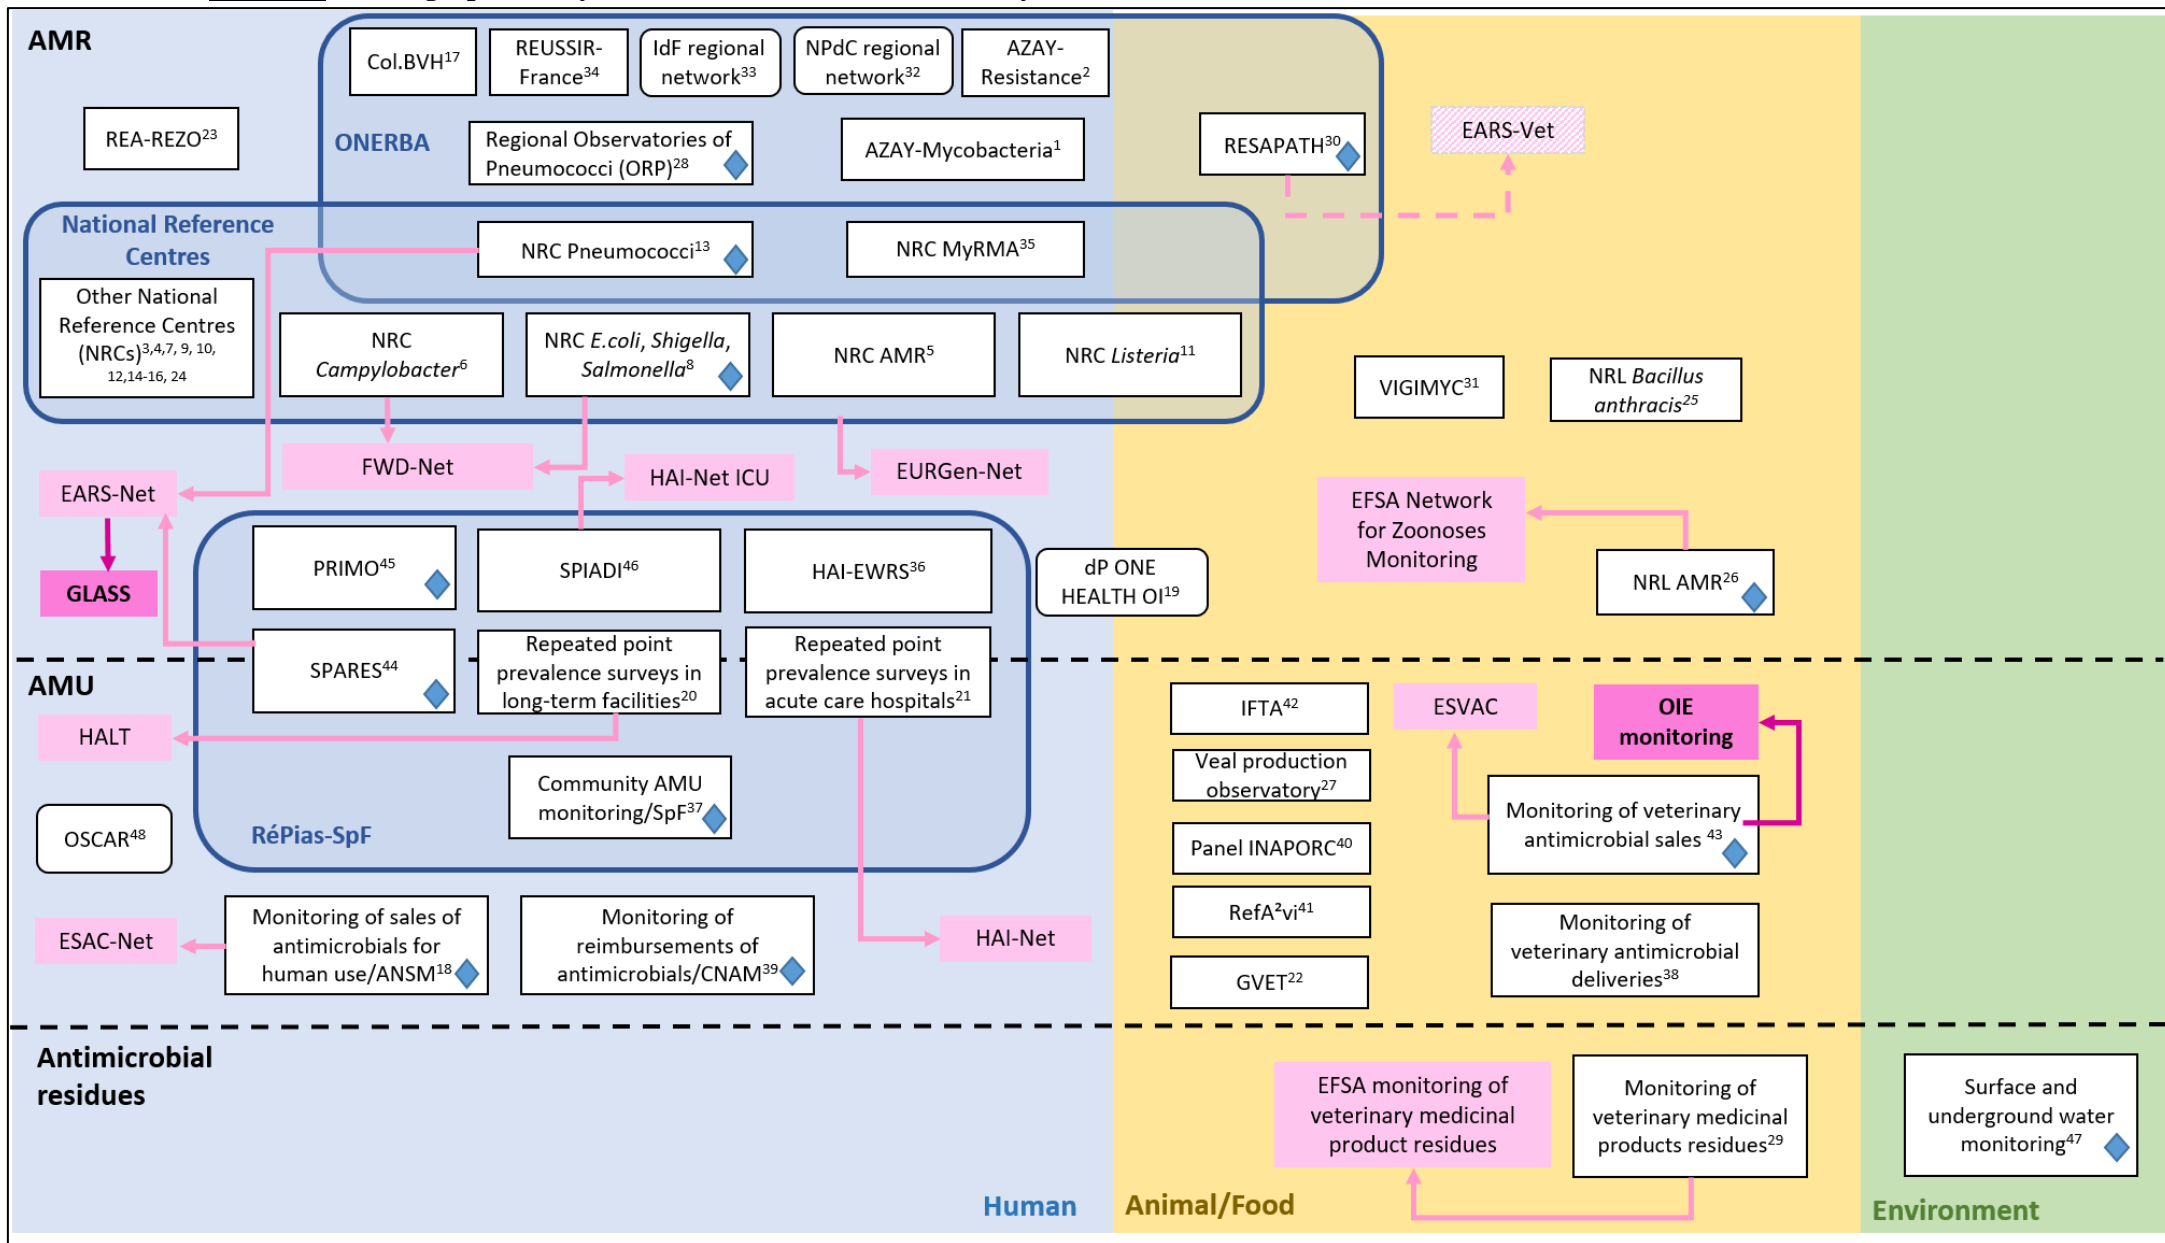 AMR
Col.BVH17
REUSSIR-
France34
IdF regional
network33
NPdC regional
network32
AZAY-
Resistance2
REA-REZO23
ONERBA
Regional Observatories of
Pneumococci (ORP)28
AZAY-Mycobacteria1
RESAPATH30
EARS-Vet
National Reference
Centres
NRC Pneumococci13
NRC MyRMA35
Other National
Reference Centres
(NRCs)3,4,7, 9, 10,
12,14-16, 24
NRC
Campylobacter6
NRC E.coli, Shigella,
Salmonella8
NRC AMR5
NRC Listeria11
VIGIMYC31
NRL Bacillus
anthracis25
FWD-Net
HAI-Net ICU
EURGen-Net
EARS-Net
EFSA Network
for Zoonoses
Monitoring
GLASS
PRIMO45
SPIADI46
HAI-EWRS36
dP ONE
HEALTH OI19
NRL AMR26
SPARES44
Repeated point
prevalence surveys in
long-term facilities20
Repeated point
prevalence surveys in
acute care hospitals21
AMU
HALT
IFTA42
ESVAC
OIE
monitoring
Veal production
observatory27
Community AMU
monitoring/SpF37
RéPias-SpF
OSCAR48
Panel INAPORC40
Monitoring of veterinary
antimicrobial sales 43
RefA²vi41
ESAC-Net
Monitoring of sales of
antimicrobials for
human use/ANSM18
Monitoring of
reimbursements of
antimicrobials/CNAM39
HAI-Net
GVET22
Monitoring of
veterinary antimicrobial
deliveries38
Antimicrobial
residues
EFSA monitoring of
veterinary medicinal
product residues
Monitoring of
veterinary medicinal
products residues29
Surface and
underground water
monitoring47
Human
Animal/Food
Environment